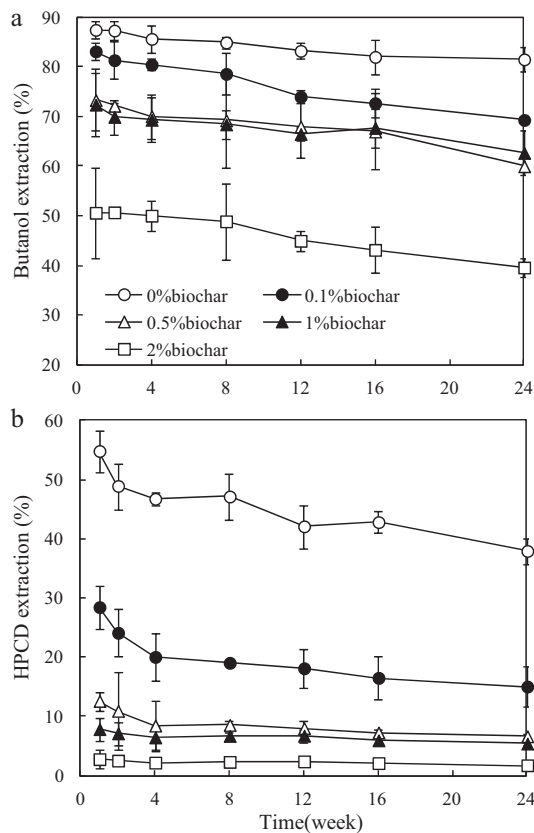 a
90
80
70
60
50
40
30
20
Butanol extraction (%)
0%biochar
0.1%biochar
0.5%biochar
1%biochar
2%biochar
0 4 8 12 16 20 24
b
60
50
40
30
20
10
0
HPCD extraction (%)
0 4 8 12 16 20 24
Time(week)